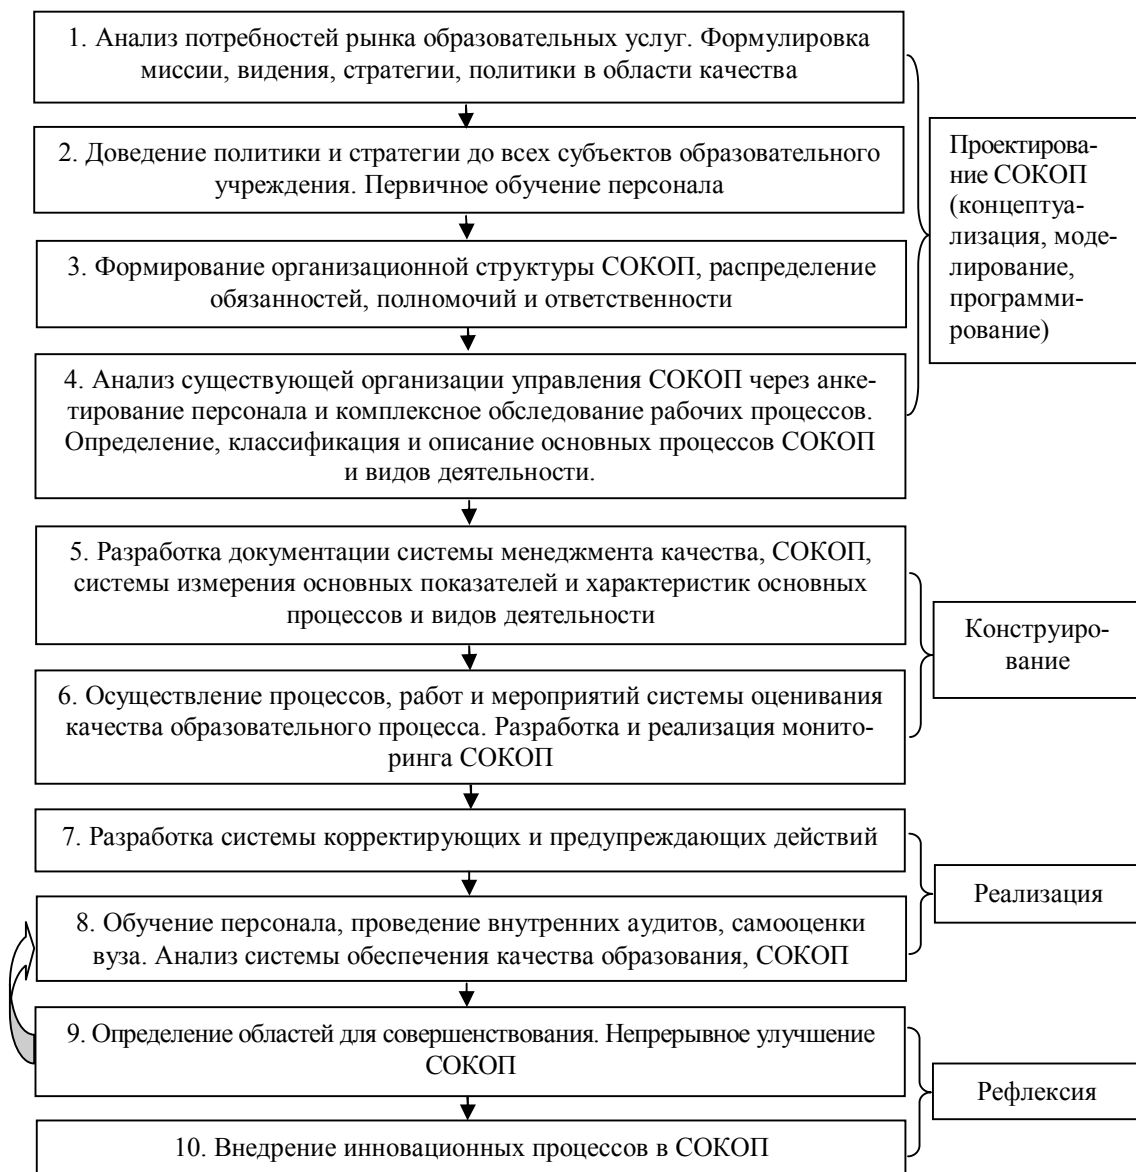 1. Анализ потребностей рынка образовательных услуг. Формулировка
миссии, видения, стратегии, политики в области качества
2. Доведение политики и стратегии до всех субъектов образовательного
учреждения. Первичное обучение персонала
3. Формирование организационной структуры СОКОП, распределение
обязанностей, полномочий и ответственности
4. Анализ существующей организации управления СОКОП через анке-
тирование персонала и комплексное обследование рабочих процессов.
Определение, классификация и описание основных процессов СОКОП
и видов деятельности.
Проектирова-
ние СОКОП
(концептуа-
лизация, моде-
лирование,
программи-
рование)
5. Разработка документации системы менеджмента качества, СОКОП,
системы измерения основных показателей и характеристик основных
процессов и видов деятельности
6. Осуществление процессов, работ и мероприятий системы оценивания
качества образовательного процесса. Разработка и реализация монито-
ринга СОКОП
Конструиро-
вание
7. Разработка системы корректирующих и предупреждающих действий
8. Обучение персонала, проведение внутренних аудитов, самооценки
вуза. Анализ системы обеспечения качества образования, СОКОП
Реализация
9. Определение областей для совершенствования. Непрерывное улучшение
СОКОП
10. Внедрение инновационных процессов в СОКОП
Рефлексия